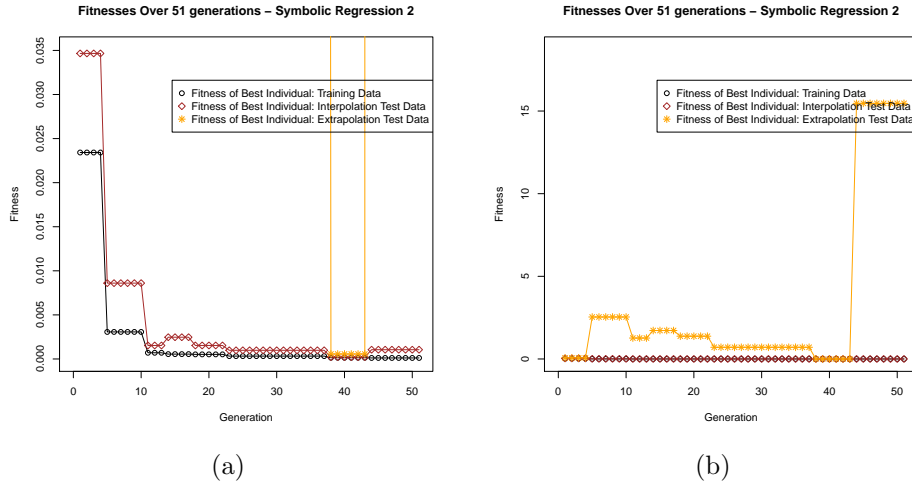 Fitnesses Over 51 generations – Symbolic Regression 2
Fitness
0.000
0.005
0.010
0.015
0.020
0.025
0.030
0.035
Fitness of Best Individual: Training Data
Fitness of Best Individual: Interpolation Test Data
Fitness of Best Individual: Extrapolation Test Data
0 10 20 30 40 50
Generation
(a)
Fitnesses Over 51 generations – Symbolic Regression 2
Fitness
0
5
10
15
Fitness of Best Individual: Training Data
Fitness of Best Individual: Interpolation Test Data
Fitness of Best Individual: Extrapolation Test Data
0 10 20 30 40 50
Generation
(b)